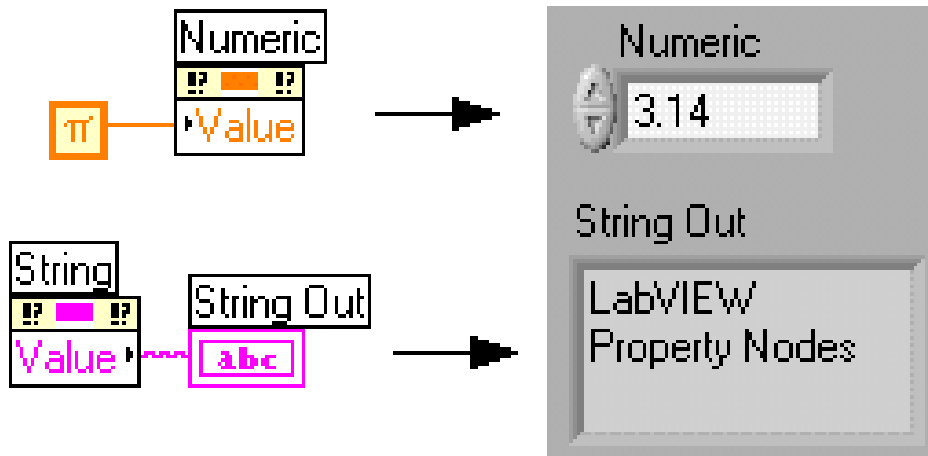 Numeric
!? !?
π
Value
Numeric
3.14
String
!? !?
Value
String Out
abc
String Out
LabVIEW
Property Nodes